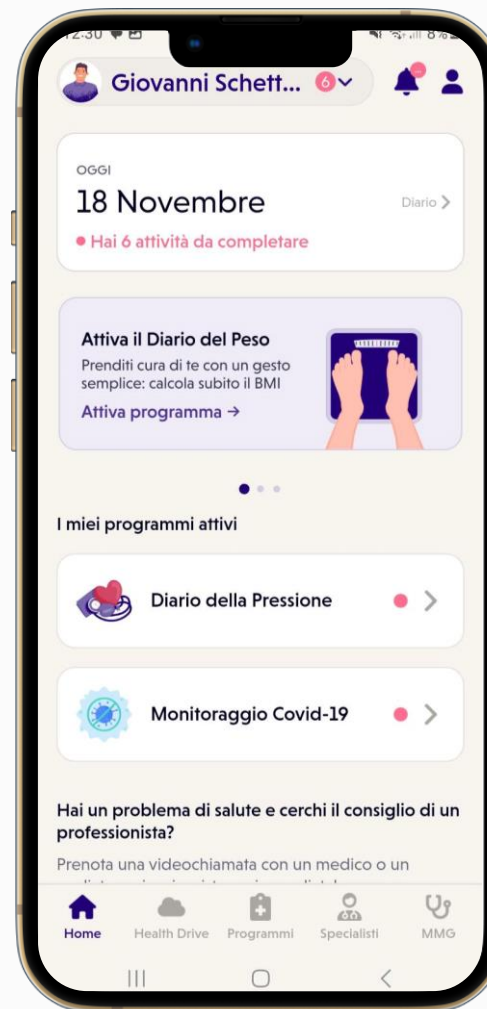 12:30
8%
Giovanni Schett... 6
OGGI
18 Novembre
Diario
Hai 6 attività da completare
Attiva il Diario del Peso
Prenditi cura di te con un gesto
semplice: calcola subito il BMI
Attiva programma →
I miei programmi attivi
Diario della Pressione
Monitoraggio Covid-19
Hai un problema di salute e cerchi il consiglio di un
professionista?
Prenota una videochiamata con un medico o un
Home
Health Drive
Programmi
Specialisti
MMG